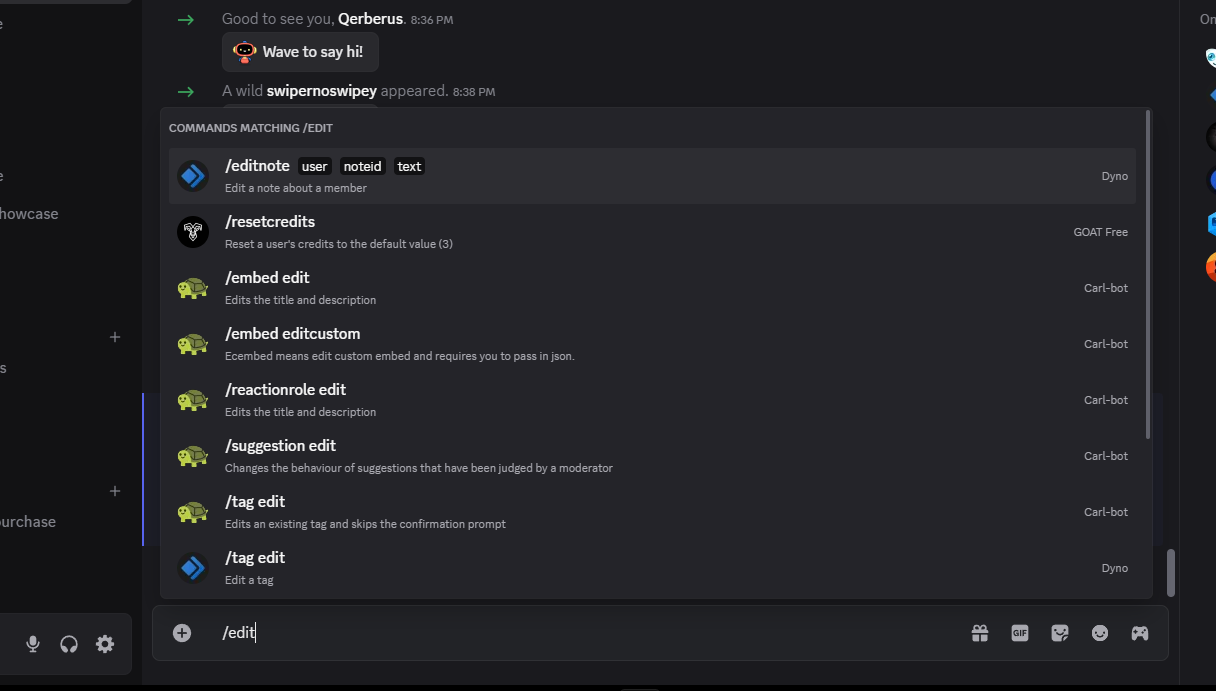 Good to see you, Qerberus. 8:36 PM
Wave to say hi!
A wild swipernoswipey appeared. 8:38 PM
COMMANDS MATCHING /EDIT
/editnote user noteid text
Edit a note about a member
Dyno
/resetcredits
Reset a user's credits to the default value (3)
GOAT Free
/embed edit
Edits the title and description
Carl-bot
/embed editcustom
Ecembed means edit custom embed and requires you to pass in json.
Carl-bot
/reactionrole edit
Edits the title and description
Carl-bot
/suggestion edit
Changes the behaviour of suggestions that have been judged by a moderator
Carl-bot
/tag edit
Edits an existing tag and skips the confirmation prompt
Carl-bot
/tag edit
Edit a tag
Dyno
/edit
GIF
howcase
urchase
On